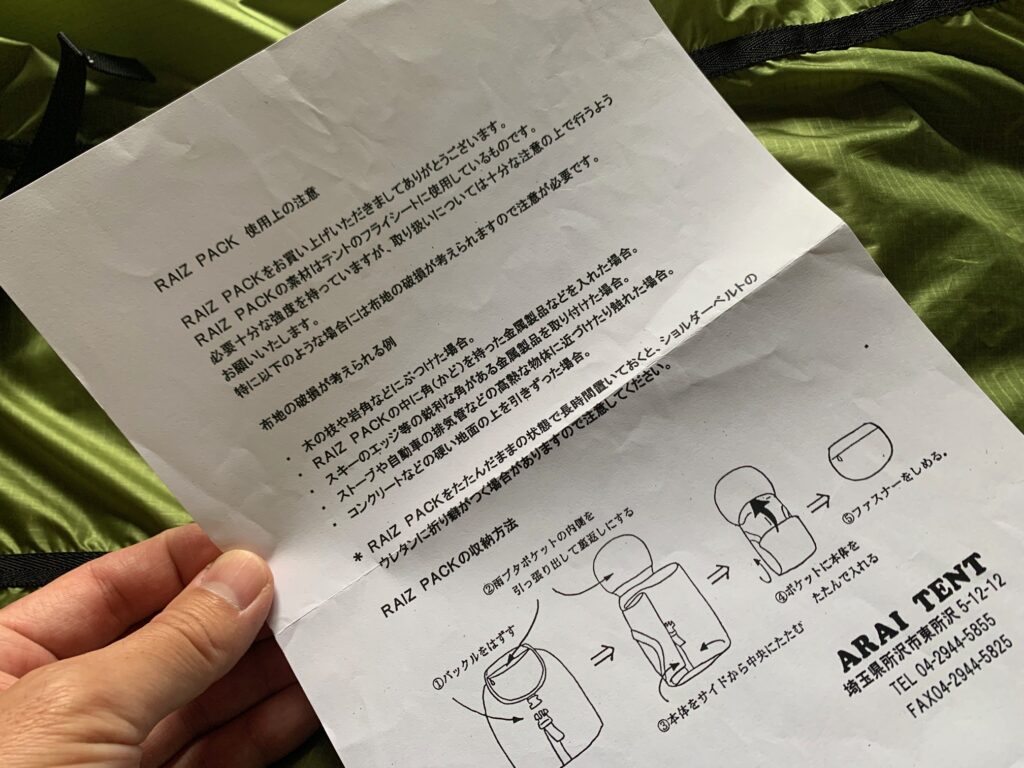 RAIZ PACK 使用上の注意
RAIZ PACKをお買い上げいただきましてありがとうございます。
RAIZ PACKの素材はテントのフライシートに使用しているものです。
必要十分な強度を持っていますが、取り扱いについては十分な注意の上で行うよう
お願いいたします。
特に以下のような場合には布地の破損が考えられますので注意が必要です。
布地の破損が考えられる例
・ 木の枝や岩角などにぶつけた場合。
・ RAIZ PACKの中に角(かど)を持った金属製品などを入れた場合。
・ スキーのエッジ等の鋭利な角がある金属製品を取り付けた場合。
・ ストーブや自動車の排気管などの高熱な物体に近づけたり触れた場合。
・ コンクリートなどの硬い地面の上を引きずった場合。
* RAIZ PACKをたたんだままの状態で長時間置いておくと、ショルダーベルトの
ウレタンに折り癖がつく場合がありますので注意してください。
RAIZ PACKの収納方法
①バックルをはずす
②雨ブタポケットの内側を
引っ張り出して裏返しにする
③本体をサイドから中央にたたむ
④ポケットに本体を
たたんで入れる
⑤ファスナーをしめる。
ARAI TENT
埼玉県所沢市東所沢 5-12-12
TEL 04-2944-5855
FAX04-2944-5825